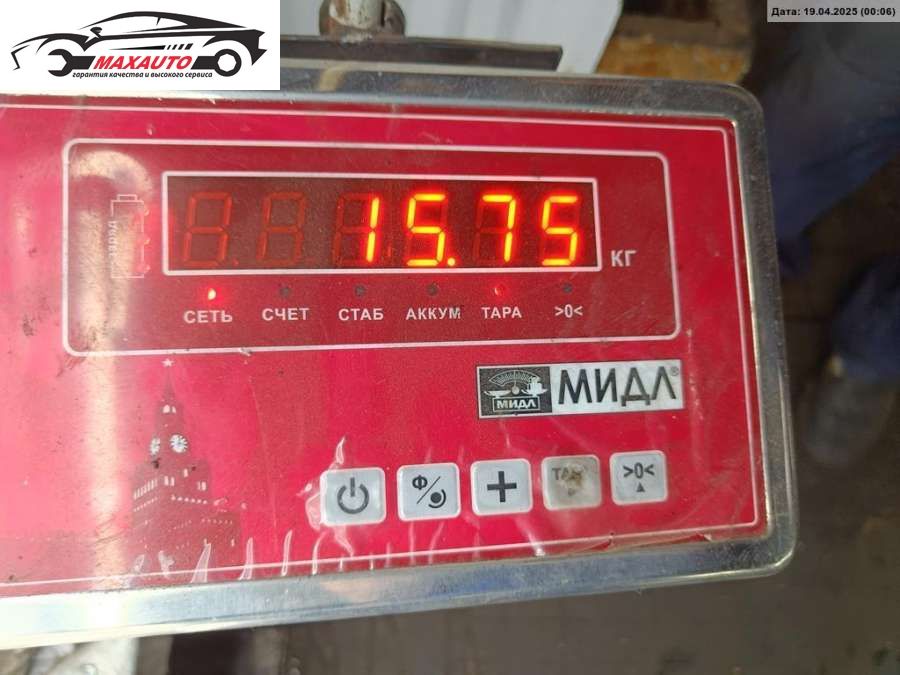 Дата: 19.04.2025 (00:06)
MAXAUTO
гарантия качества и высокого сервиса
15.75
КГ
СЕТЬ СЧЕТ СТАБ АККУМ ТАРА >0<
МИДЛ МИДЛ®
Ф/ + >0<